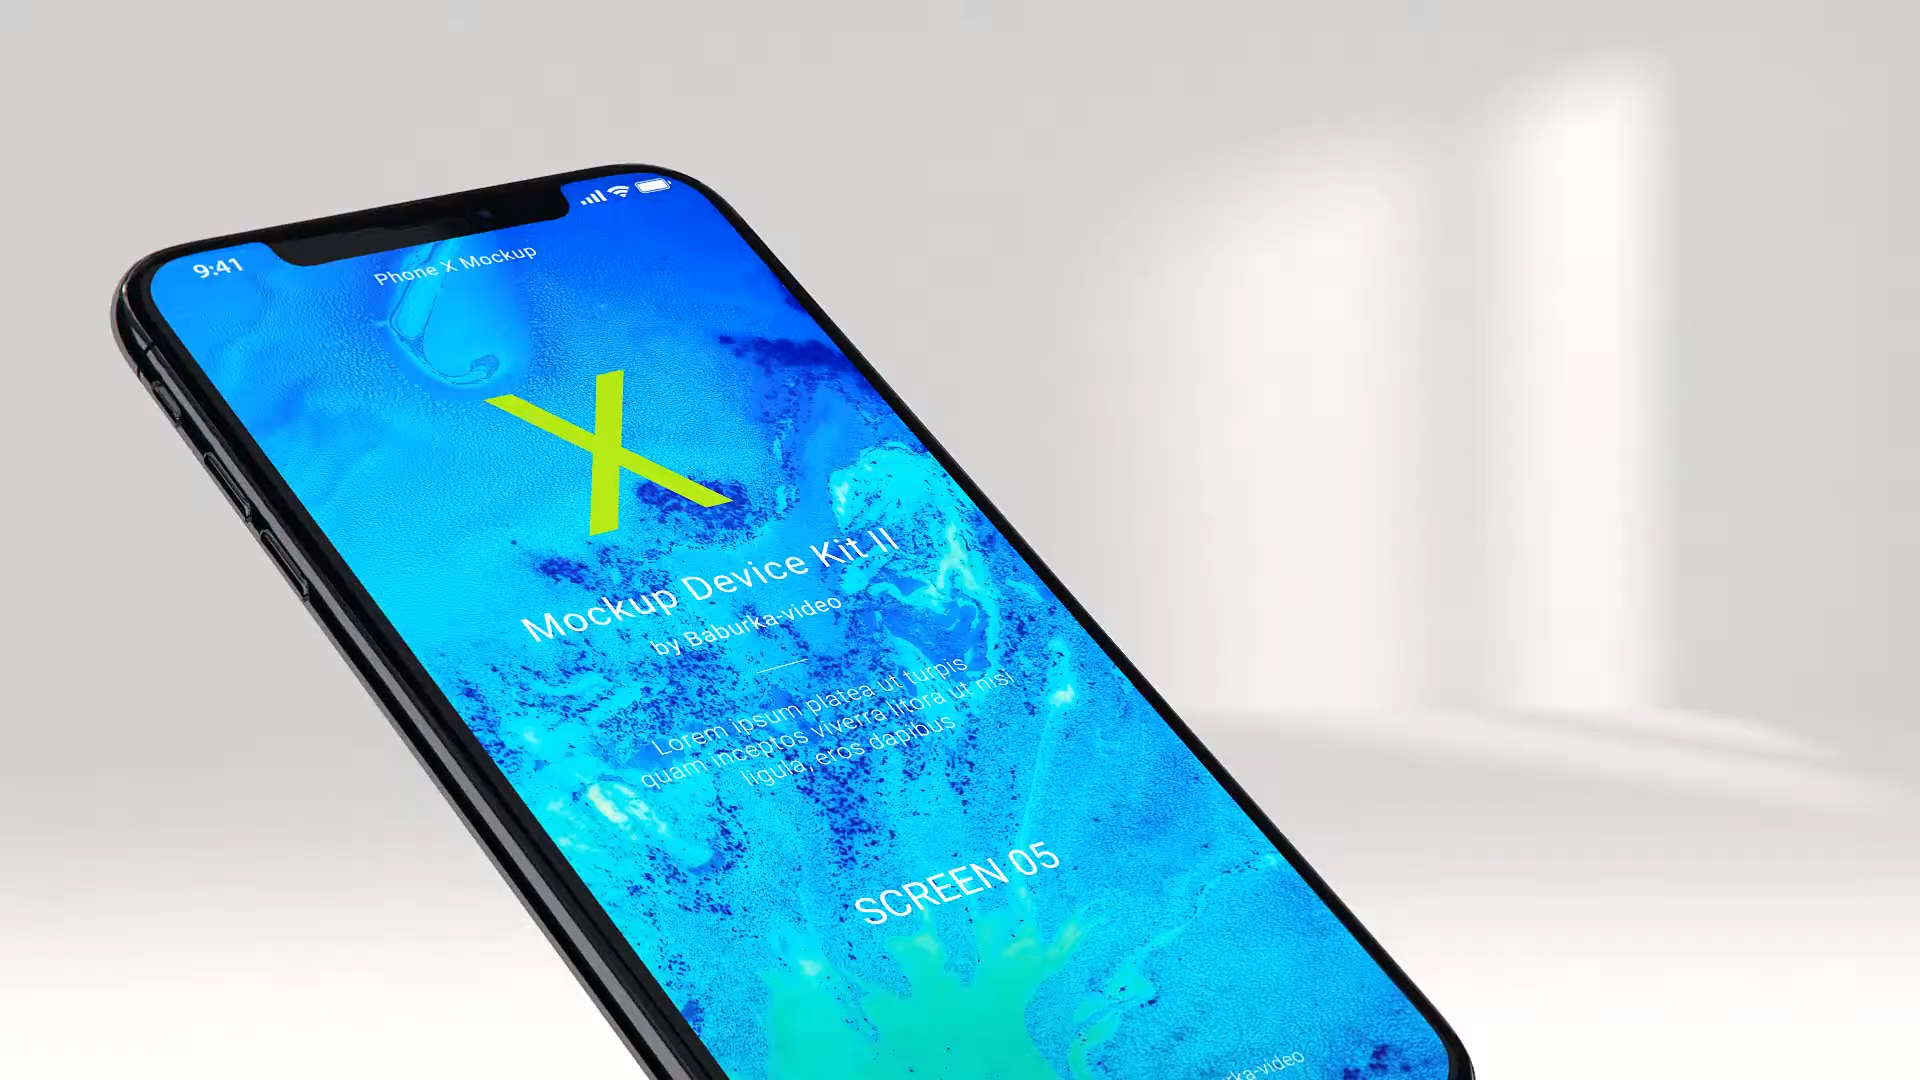 9:41
Phone X Mockup
X
Mockup Device Kit II
by Baburka-video
Lorem ipsum platea ut turpis
quam inceptos viverra litora ut nisi
ligula, eros dapibus
SCREEN 05